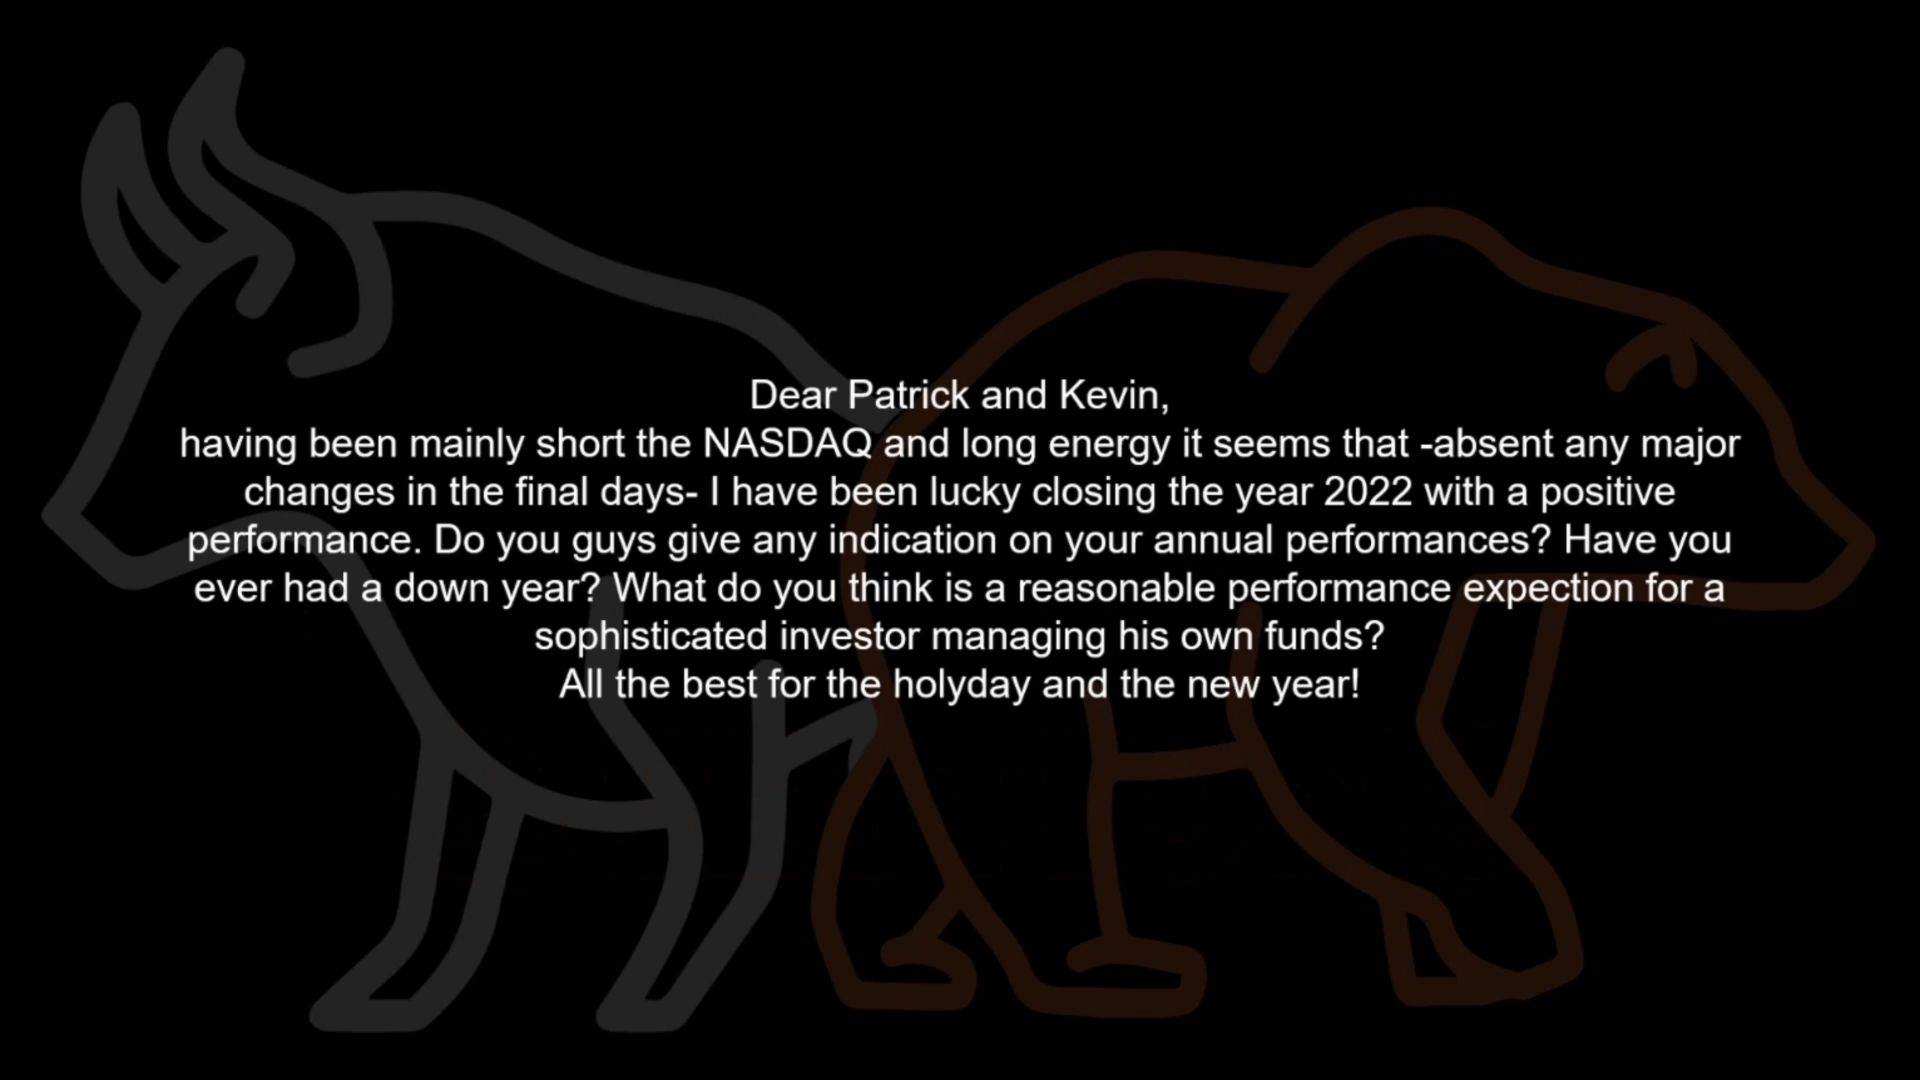 Dear Patrick and Kevin,
having been mainly short the NASDAQ and long energy it seems that -absent any major
changes in the final days- I have been lucky closing the year 2022 with a positive
performance. Do you guys give any indication on your annual performances? Have you
ever had a down year? What do you think is a reasonable performance expection for a
sophisticated investor managing his own funds?
All the best for the holyday and the new year!